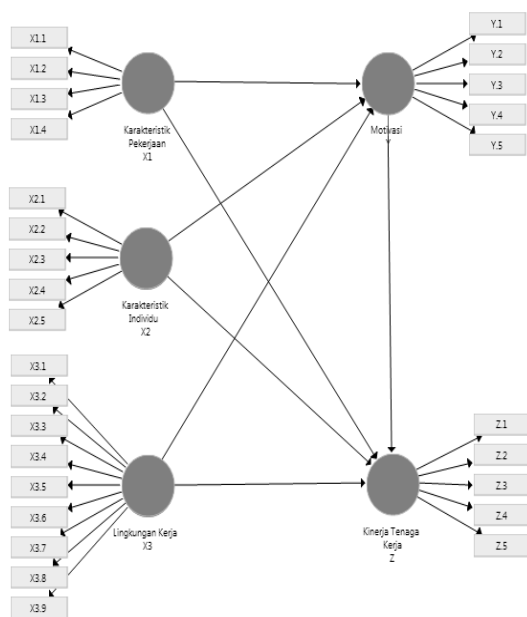 X1.1
X1.2
X1.3
X1.4
Karakteristik
Pekerjaan
X1
Y.1
Y.2
Y.3
Y.4
Y.5
Motivasi
X2.1
X2.2
X2.3
X2.4
X2.5
Karakteristik
Individu
X2
X3.1
X3.2
X3.3
X3.4
X3.5
X3.6
X3.7
X3.8
X3.9
Lingkungan Kerja
X3
Z.1
Z.2
Z.3
Z.4
Z.5
Kinerja Tenaga
Kerja
Z